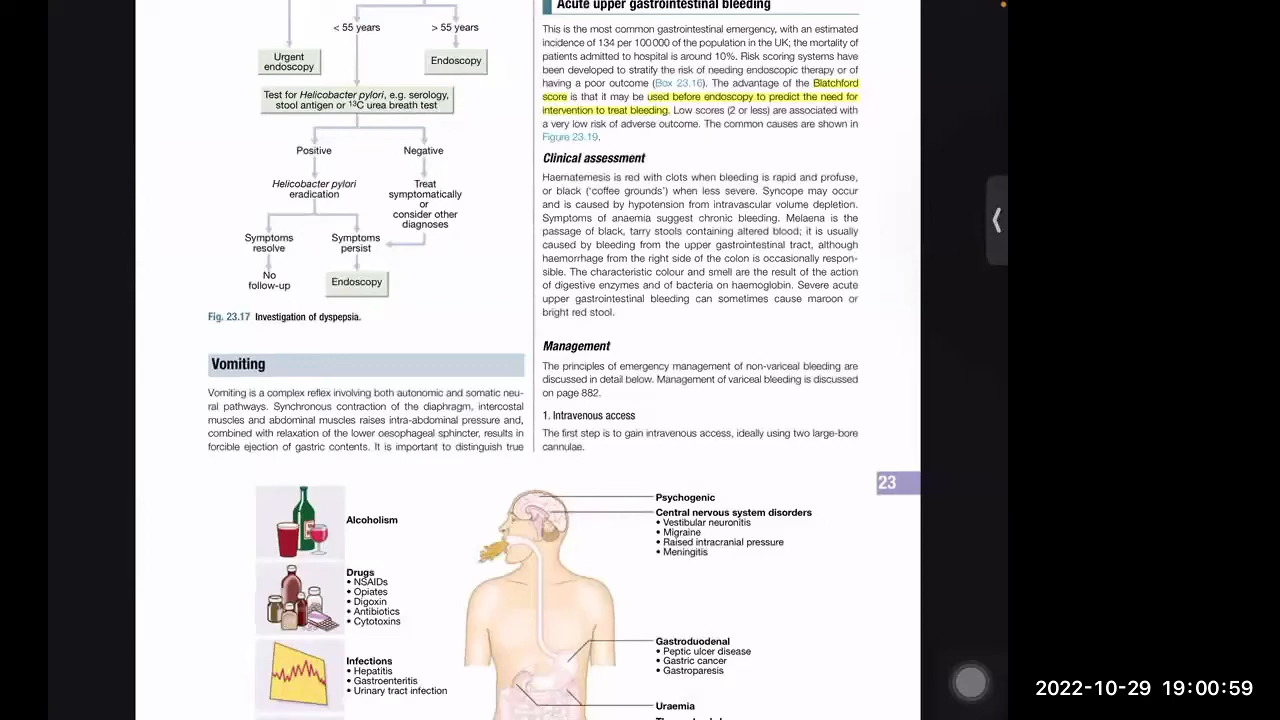 < 55 years
> 55 years
Urgent
endoscopy
Endoscopy
Test for Helicobacter pylori, e.g. serology,
stool antigen or ¹³C urea breath test
Positive
Negative
Helicobacter pylori
eradication
Treat
symptomatically
or
consider other
diagnoses
Symptoms
resolve
Symptoms
persist
No
follow-up
Endoscopy
Fig. 23.17 Investigation of dyspepsia.
Vomiting
Vomiting is a complex reflex involving both autonomic and somatic neu-
ral pathways. Synchronous contraction of the diaphragm, intercostal
muscles and abdominal muscles raises intra-abdominal pressure and,
combined with relaxation of the lower oesophageal sphincter, results in
forcible ejection of gastric contents. It is important to distinguish true
Acute upper gastrointestinal bleeding
This is the most common gastrointestinal emergency, with an estimated
incidence of 134 per 100 000 of the population in the UK; the mortality of
patients admitted to hospital is around 10%. Risk scoring systems have
been developed to stratify the risk of needing endoscopic therapy or of
having a poor outcome (Box 23.16). The advantage of the Blatchford
score is that it may be used before endoscopy to predict the need for
intervention to treat bleeding. Low scores (2 or less) are associated with
a very low risk of adverse outcome. The common causes are shown in
Figure 23.19.
Clinical assessment
Haematemesis is red with clots when bleeding is rapid and profuse,
or black (‘coffee grounds’) when less severe. Syncope may occur
and is caused by hypotension from intravascular volume depletion.
Symptoms of anaemia suggest chronic bleeding. Melaena is the
passage of black, tarry stools containing altered blood; it is usually
caused by bleeding from the upper gastrointestinal tract, although
haemorrhage from the right side of the colon is occasionally respon-
sible. The characteristic colour and smell are the result of the action
of digestive enzymes and of bacteria on haemoglobin. Severe acute
upper gastrointestinal bleeding can sometimes cause maroon or
bright red stool.
Management
The principles of emergency management of non-variceal bleeding are
discussed in detail below. Management of variceal bleeding is discussed
on page 882.
1. Intravenous access
The first step is to gain intravenous access, ideally using two large-bore
cannulae.
23
Alcoholism
Drugs
• NSAIDs
• Opiates
• Digoxin
• Antibiotics
• Cytotoxins
Infections
• Hepatitis
• Gastroenteritis
• Urinary tract infection
Psychogenic
Central nervous system disorders
• Vestibular neuronitis
• Migraine
• Raised intracranial pressure
• Meningitis
Gastroduodenal
• Peptic ulcer disease
• Gastric cancer
• Gastroparesis
Uraemia
2022-10-29 19:00:59